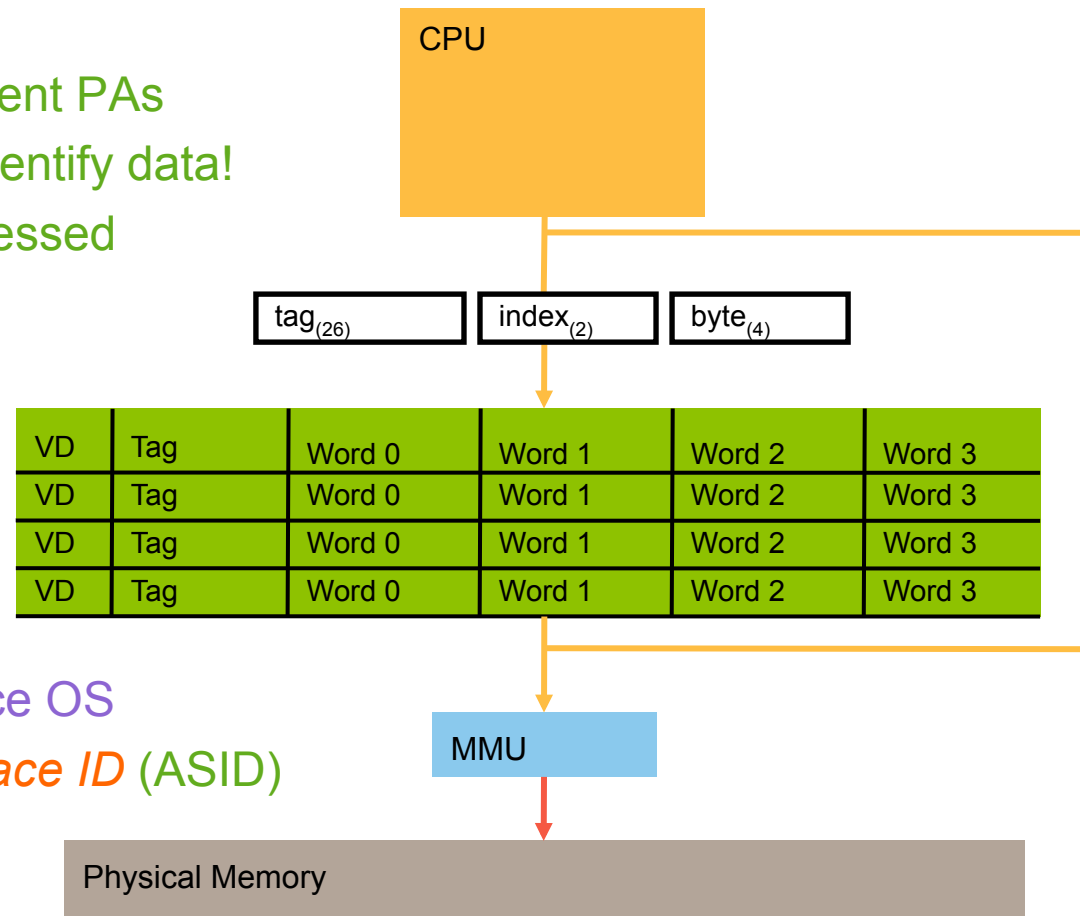 CPU
ent PAs
entify data!
essed
tag(26) index(2) byte(4)
VD Tag Word 0 Word 1 Word 2 Word 3
VD Tag Word 0 Word 1 Word 2 Word 3
VD Tag Word 0 Word 1 Word 2 Word 3
VD Tag Word 0 Word 1 Word 2 Word 3
ce OS
MMU
ace ID (ASID)
Physical Memory